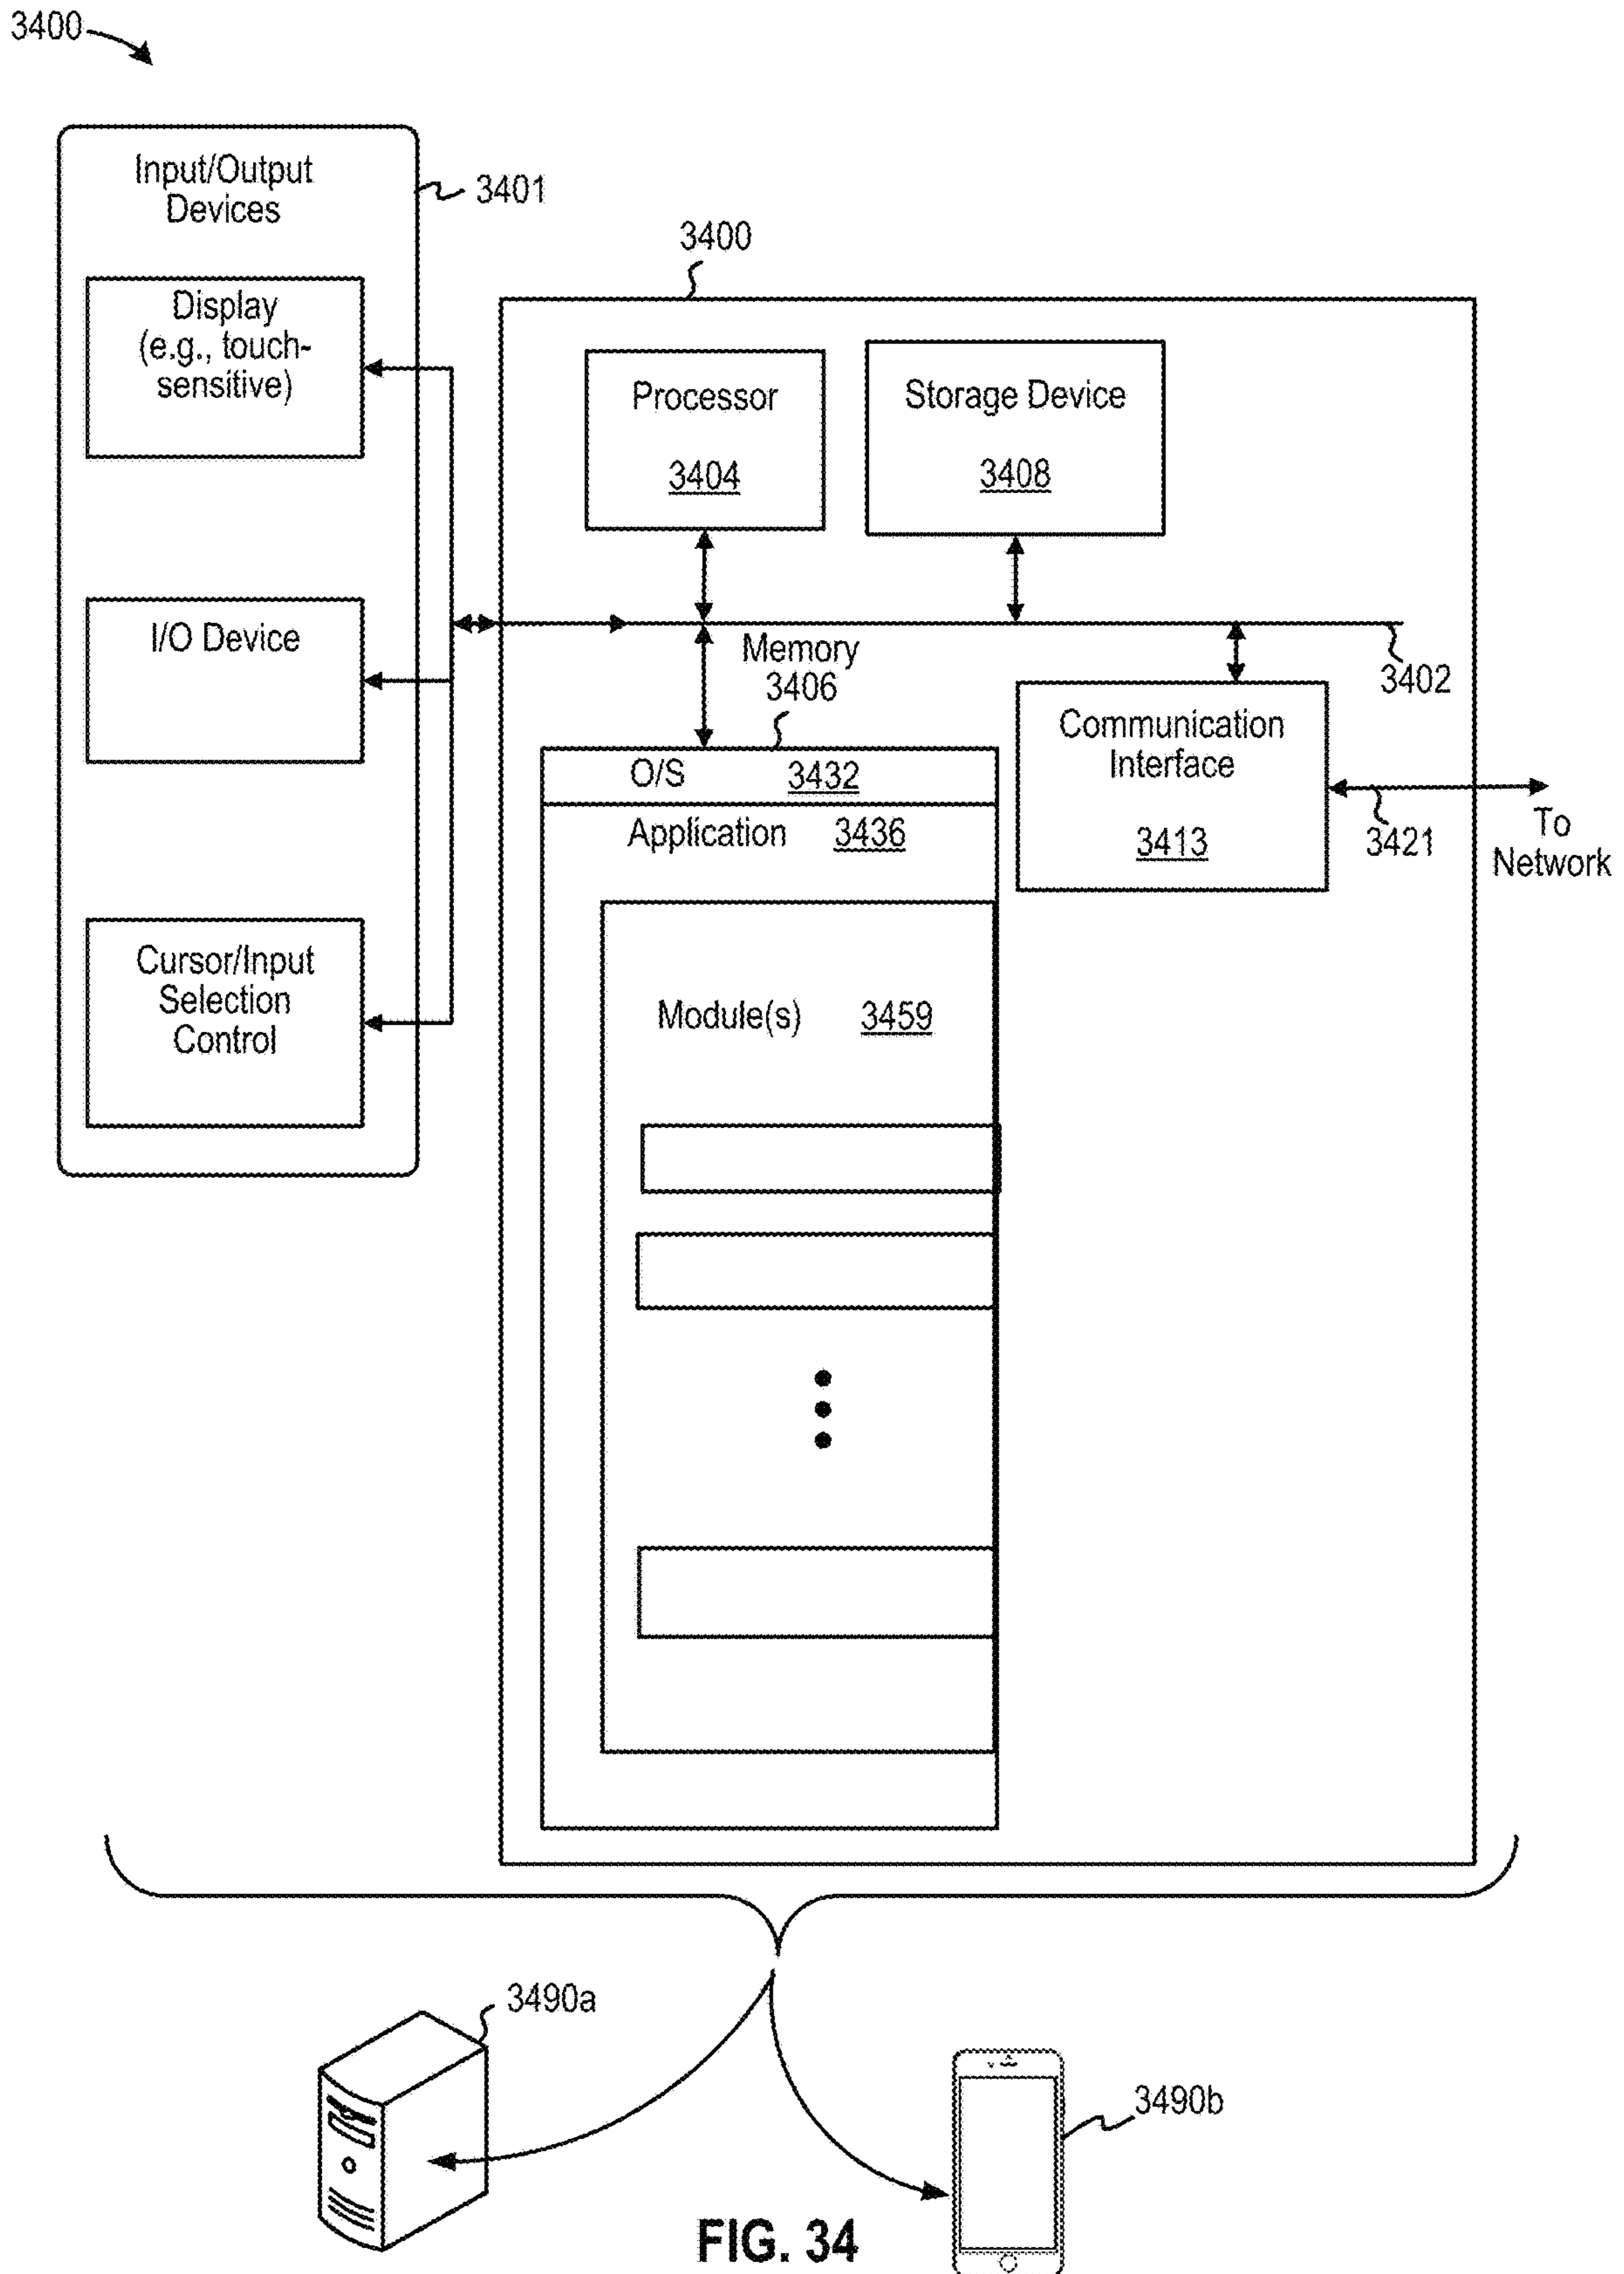 3400
Input/Output
Devices
3401
Display
(e.g., touch-
sensitive)
I/O Device
Cursor/Input
Selection
Control
3400
Processor
3404
Storage Device
3408
3402
Memory
3406
O/S 3432
Application 3436
Module(s) 3459
Communication
Interface
3413
3421
To
Network
3490a
3490b
FIG. 34